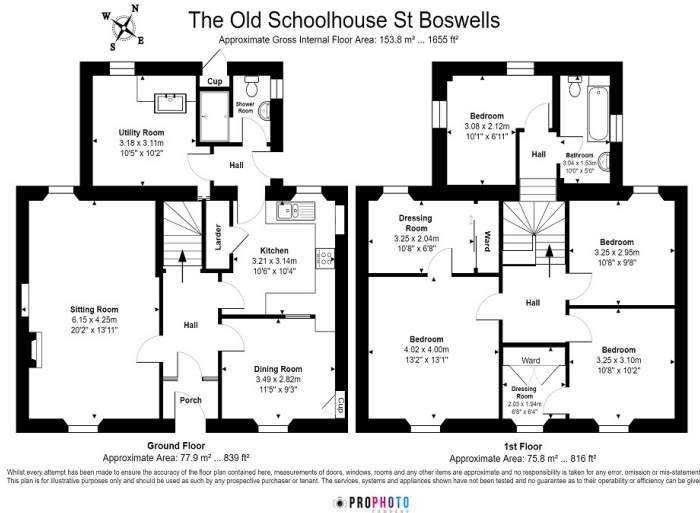 The Old Schoolhouse St Boswells
Approximate Gross Internal Floor Area: 153.8 m² ... 1655 ft²
N
W
E
S
Cup
Shower
Room
Utility Room
3.18 x 3.11m
10'5" x 10'2"
Hall
Larder
Kitchen
3.21 x 3.14m
10'6" x 10'4"
Sitting Room
6.15 x 4.25m
20'2" x 13'11"
Hall
Dining Room
3.49 x 2.82m
11'5" x 9'3"
Cup
Porch
Ground Floor
Approximate Area: 77.9 m² ... 839 ft²
Bedroom
3.08 x 2.12m
10'1" x 6'11"
Hall
Bathroom
3.04 x 1.53m
10'0" x 5'0"
Dressing
Room
3.25 x 2.04m
10'8" x 6'8"
Ward
Bedroom
3.25 x 2.95m
10'8" x 9'8"
Hall
Bedroom
4.02 x 4.00m
13'2" x 13'1"
Ward
Dressing
Room
2.03 x 1.94m
6'8" x 6'4"
Bedroom
3.25 x 3.10m
10'8" x 10'2"
1st Floor
Approximate Area: 75.8 m² ... 816 ft²
Whilst every attempt has been made to ensure the accuracy of the floor plan contained here, measurements of doors, windows, rooms and any other items are approximate and no responsibility is taken for any error, omission or mis-statement
This plan is for illustrative purposes only and should be used as such by any prospective purchaser or tenant. The services, systems and appliances shown have not been tested and no guarantee as to their operability or efficiency can be give
PROPHOTO
COMPANY